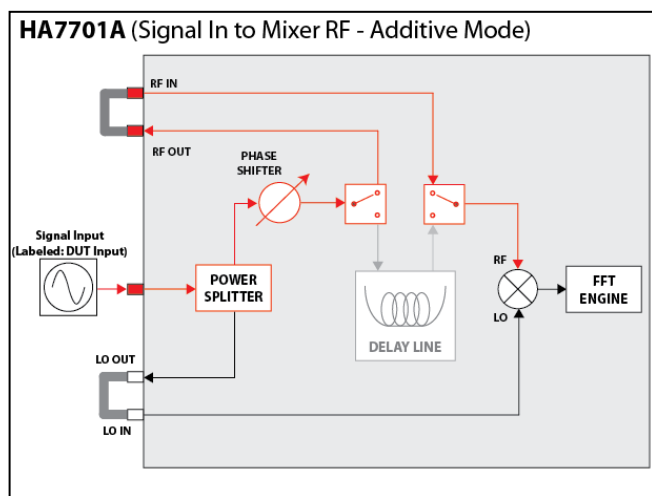 HA7701A (Signal In to Mixer RF - Additive Mode)
RF IN
RF OUT
PHASE
SHIFTER
Signal Input
(Labeled: DUT Input)
POWER
SPLITTER
DELAY LINE
RF
LO
FFT
ENGINE
LO OUT
LO IN